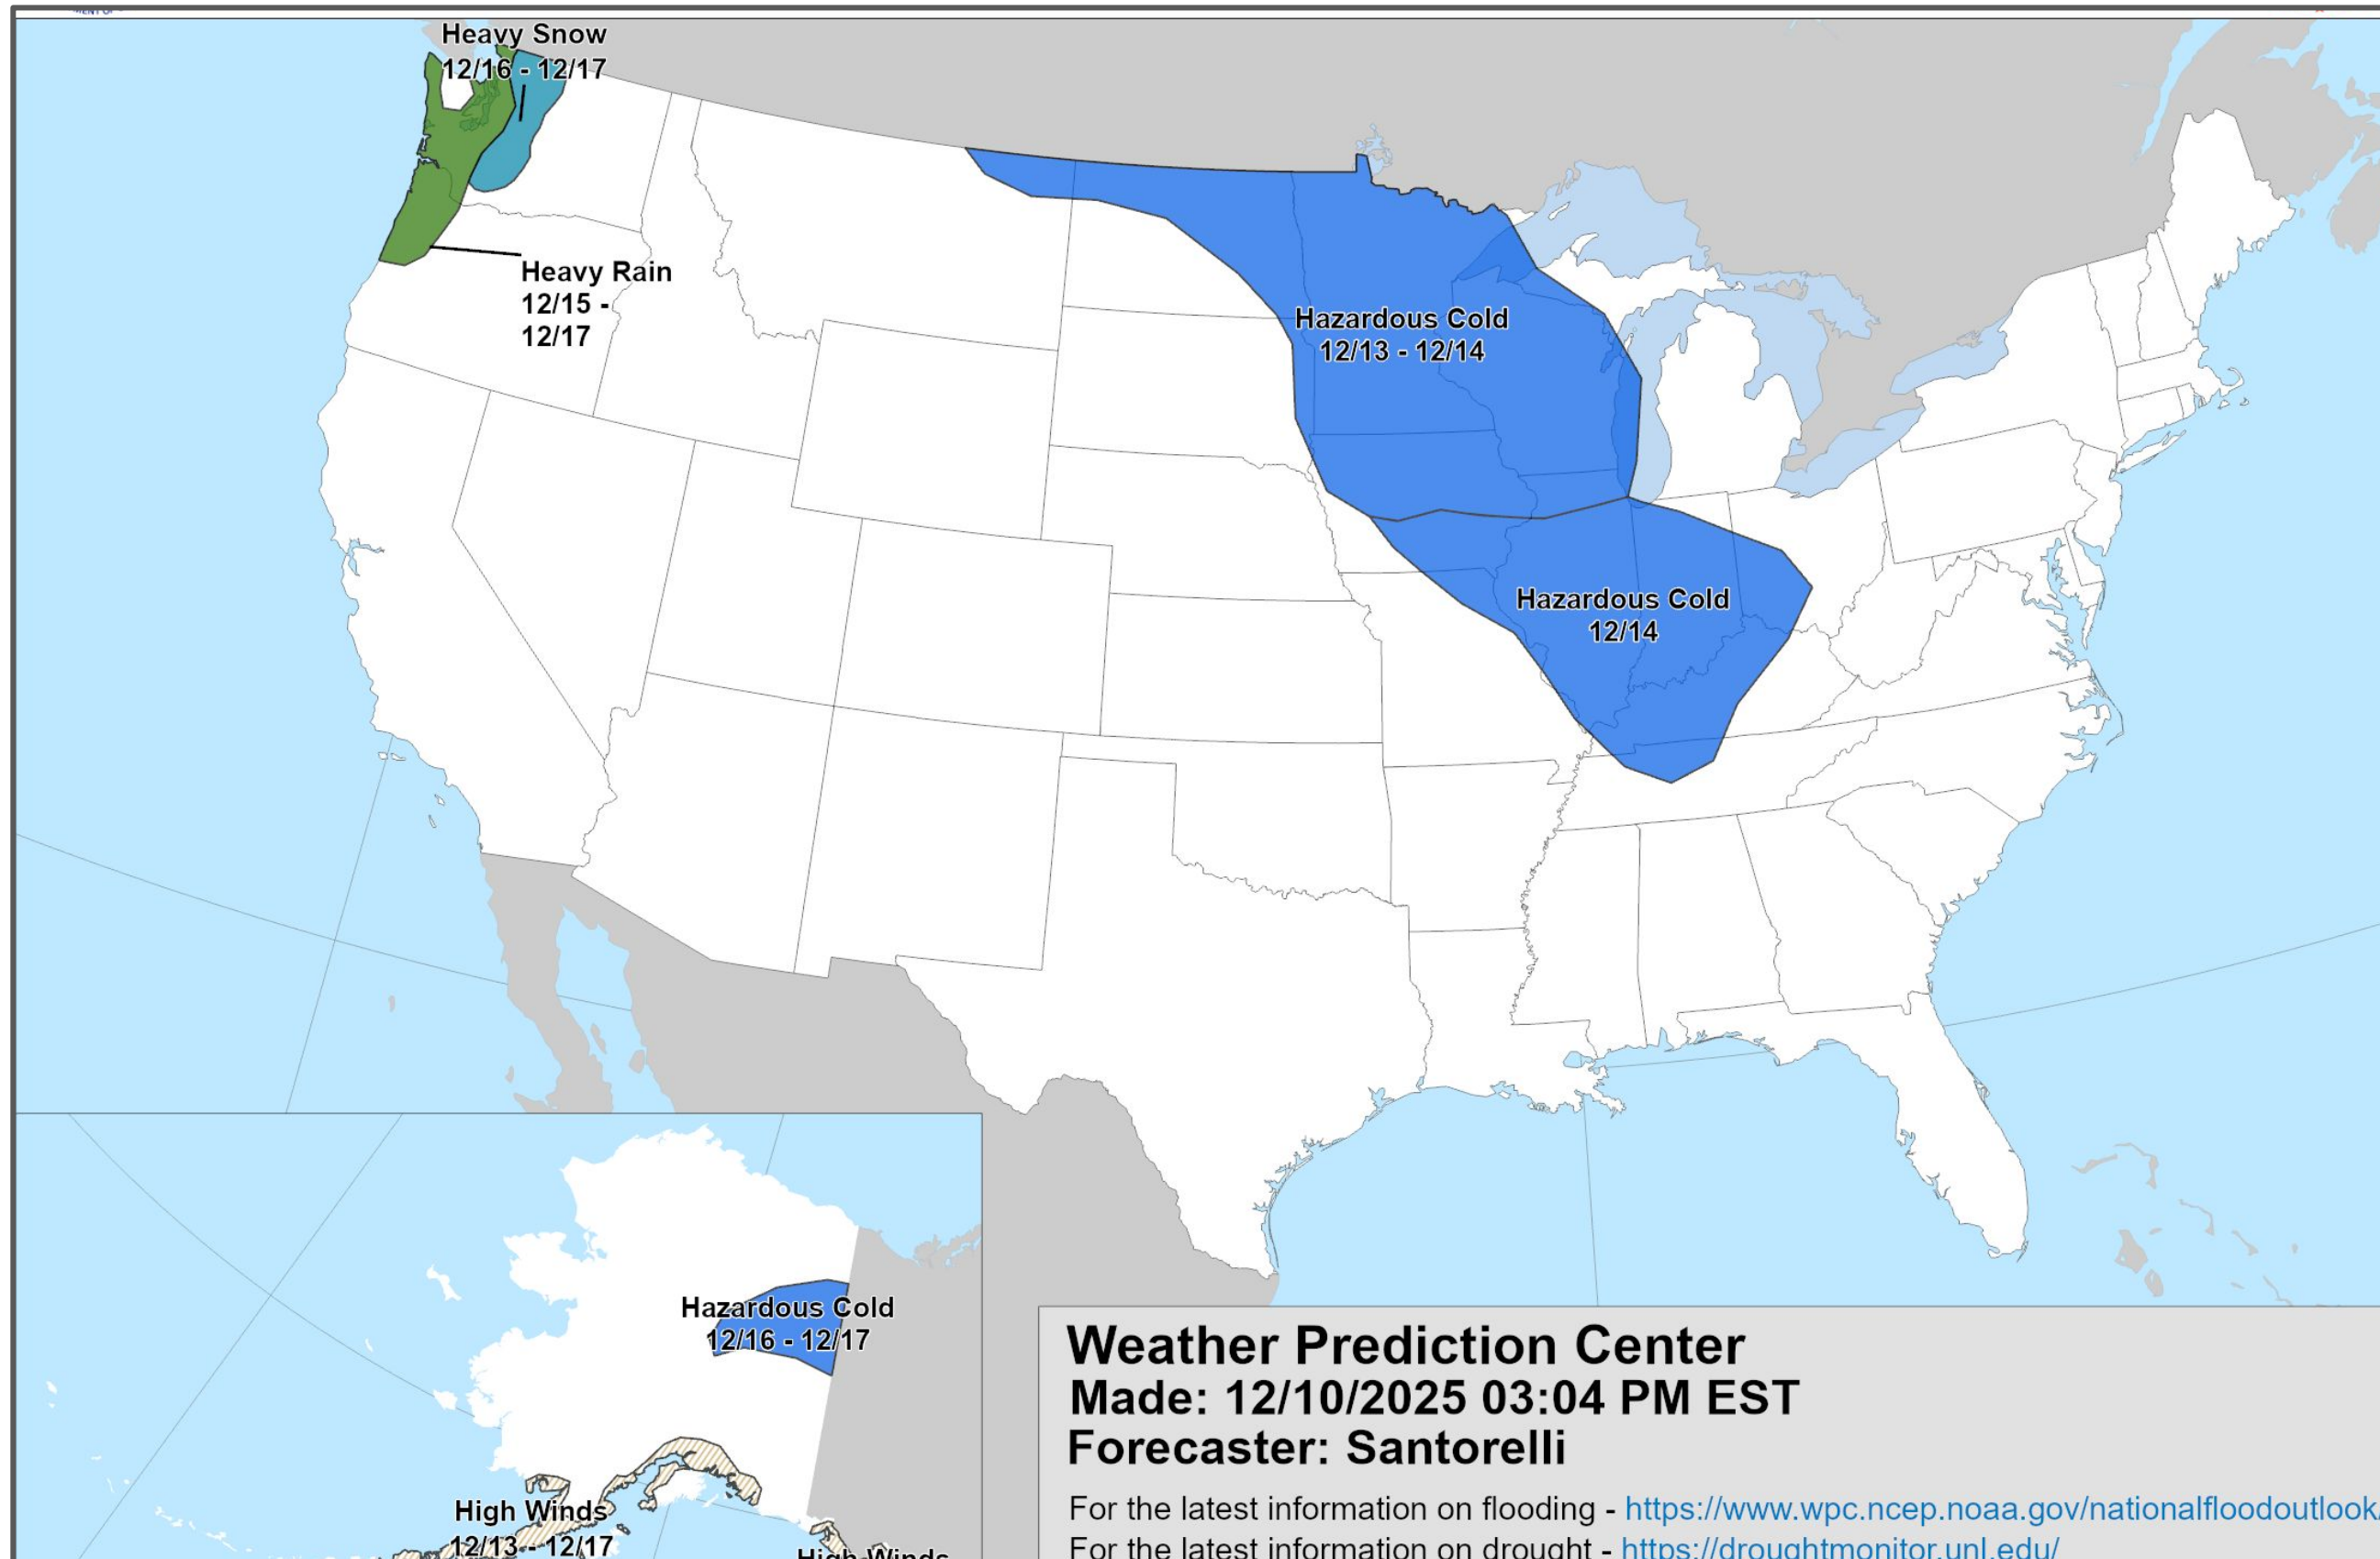 Heavy Snow
12/16 - 12/17
Heavy Rain
12/15 -
12/17
Hazardous Cold
12/13 - 12/14
Hazardous Cold
12/14
Hazardous Cold
12/16 - 12/17
High Winds
12/13 - 12/17
High Winds
Weather Prediction Center
Made: 12/10/2025 03:04 PM EST
Forecaster: Santorelli
For the latest information on flooding - https://www.wpc.ncep.noaa.gov/nationalfloodoutlook/
For the latest information on drought - https://droughtmonitor.unl.edu/